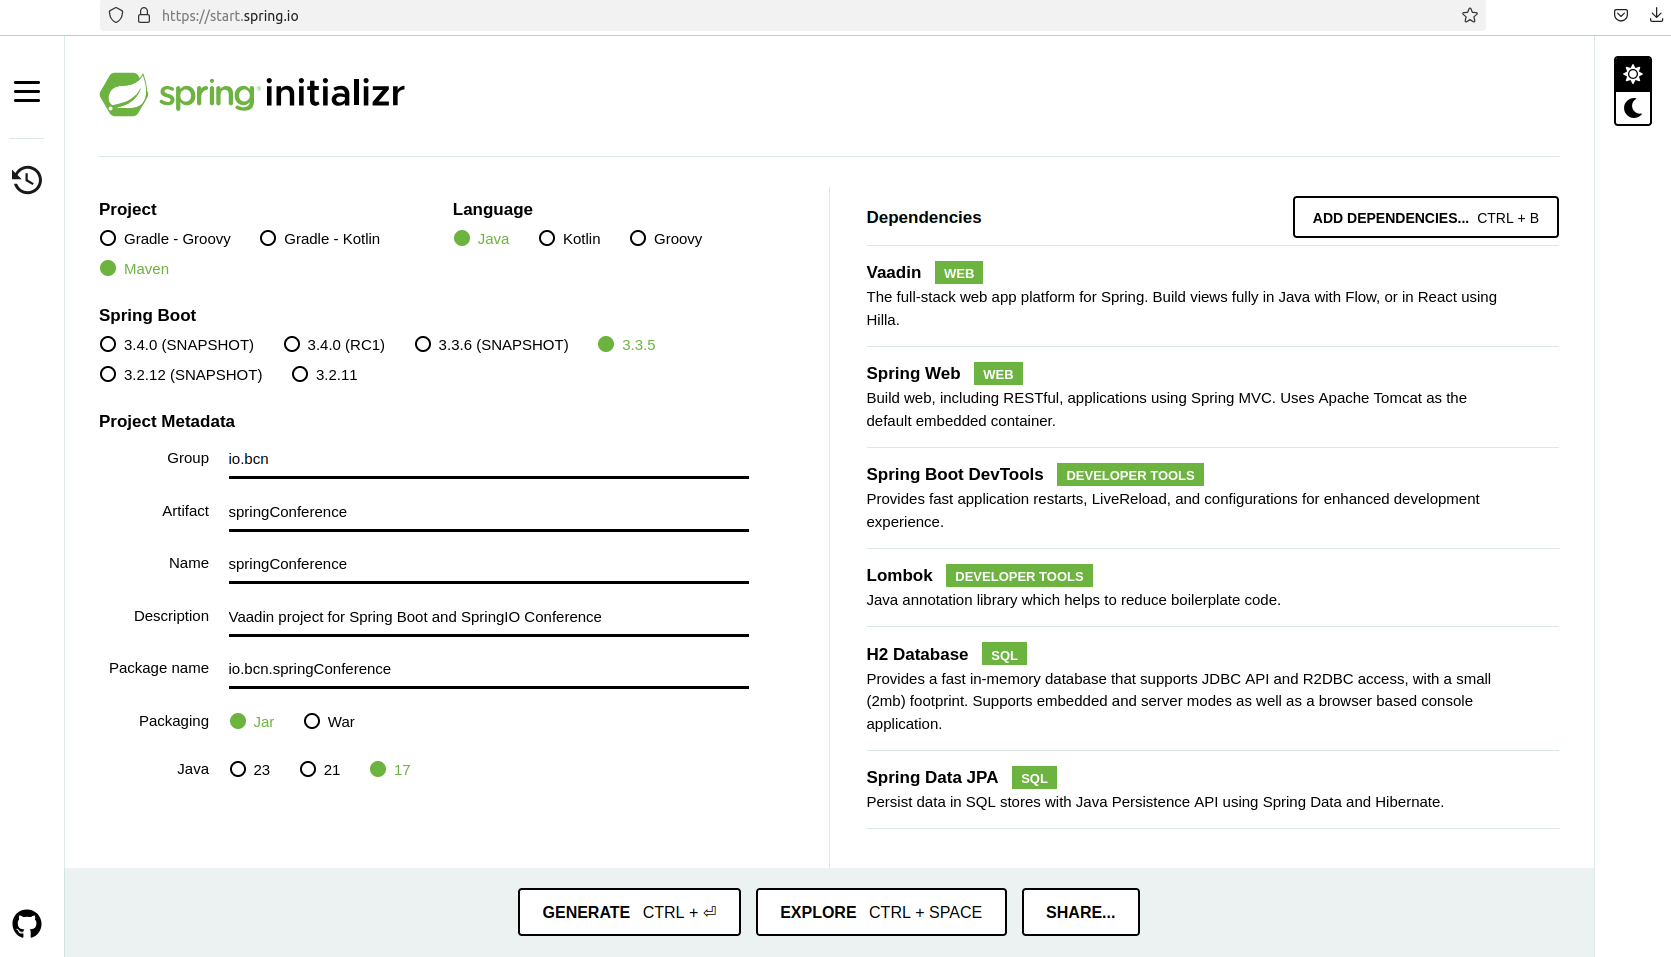 https://start.spring.io
spring initializr
Project
Gradle - Groovy Gradle - Kotlin
Maven
Language
Java Kotlin Groovy
Spring Boot
3.4.0 (SNAPSHOT) 3.4.0 (RC1) 3.3.6 (SNAPSHOT) 3.3.5
3.2.12 (SNAPSHOT) 3.2.11
Project Metadata
Group io.bcn
Artifact springConference
Name springConference
Description Vaadin project for Spring Boot and SpringIO Conference
Package name io.bcn.springConference
Packaging Jar War
Java 23 21 17
Dependencies
ADD DEPENDENCIES... CTRL + B
Vaadin WEB
The full-stack web app platform for Spring. Build views fully in Java with Flow, or in React using
Hilla.
Spring Web WEB
Build web, including RESTful, applications using Spring MVC. Uses Apache Tomcat as the
default embedded container.
Spring Boot DevTools DEVELOPER TOOLS
Provides fast application restarts, LiveReload, and configurations for enhanced development
experience.
Lombok DEVELOPER TOOLS
Java annotation library which helps to reduce boilerplate code.
H2 Database SQL
Provides a fast in-memory database that supports JDBC API and R2DBC access, with a small
(2mb) footprint. Supports embedded and server modes as well as a browser based console
application.
Spring Data JPA SQL
Persist data in SQL stores with Java Persistence API using Spring Data and Hibernate.
GENERATE CTRL + ⏎
EXPLORE CTRL + SPACE
SHARE...